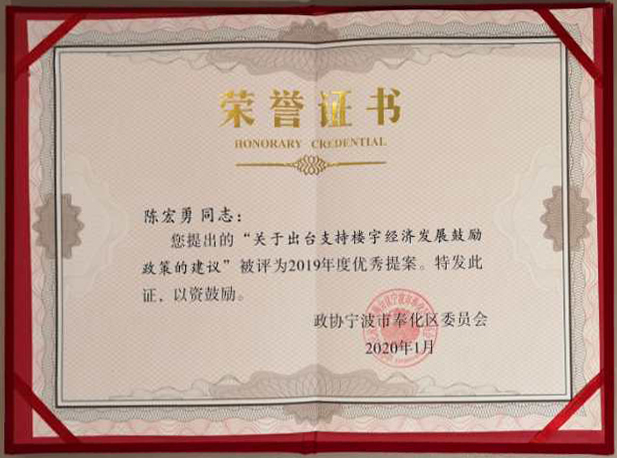 荣誉证书
HONORARY CREDENTIAL
陈宏勇同志：
您提出的“关于出台支持楼宇经济发展鼓励
政策的建议”被评为2019年度优秀提案。特发此
证，以资鼓励。
政协宁波市奉化区委员会
2020年1月